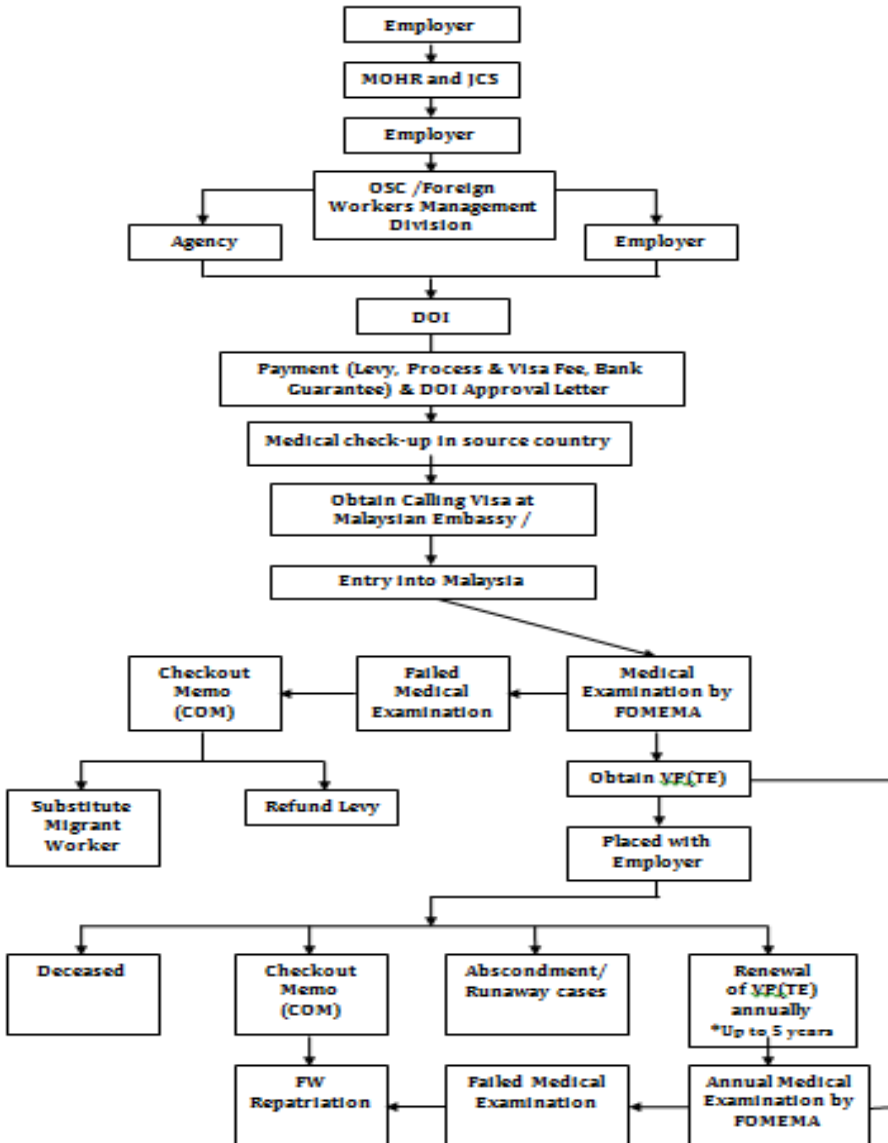 Employer
MOHR and JCS
Employer
OSC /Foreign
Workers Management
Division
Agency
Employer
DOI
Payment (Levy, Process & Visa Fee, Bank
Guarantee) & DOI Approval Letter
Medical check-up in source country
Obtain Calling Visa at
Malaysian Embassy /
Entry into Malaysia
Checkout
Memo
(COM)
Failed
Medical
Examination
Medical
Examination by
FOMEMA
Substitute
Migrant
Worker
Refund Levy
Obtain VP(TE)
Placed with
Employer
Deceased
Checkout
Memo
(COM)
Abscondment/
Runaway cases
Renewal
of VP(TE)
annually
*Up to 5 years
FW
Repatriation
Failed Medical
Examination
Annual Medical
Examination by
FOMEMA